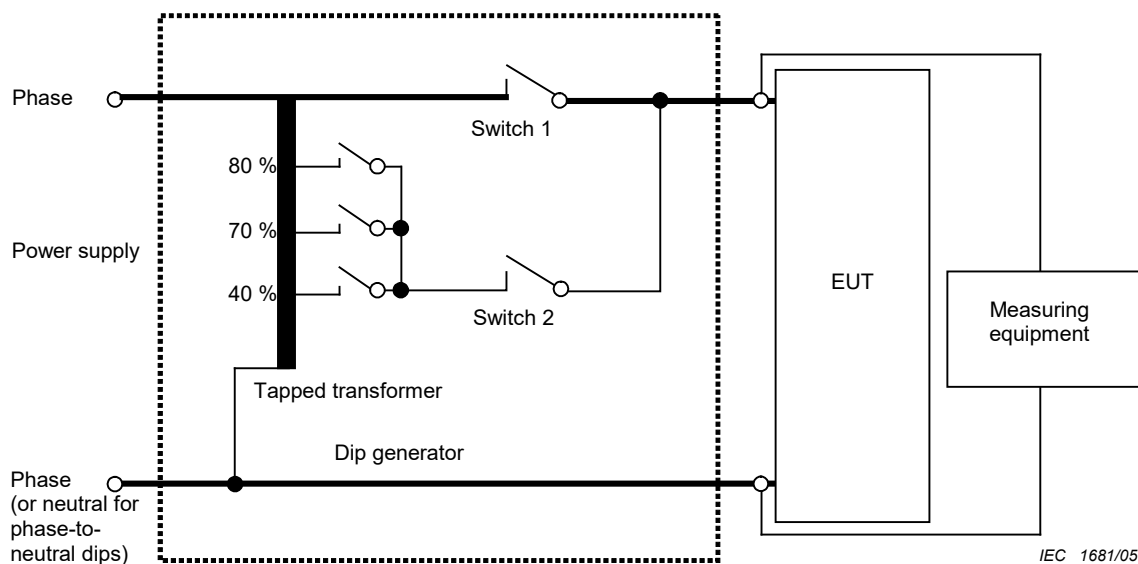 Phase
Switch 1
80 %
70 %
Power supply
40 %
Switch 2
EUT
Measuring
equipment
Tapped transformer
Dip generator
Phase
(or neutral for
phase-to-
neutral dips)
IEC 1681/05